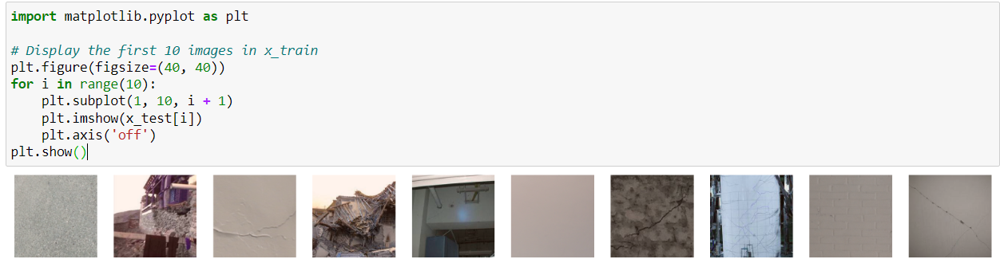 import matplotlib.pyplot as plt
# Display the first 10 images in x_train
plt.figure(figsize=(40, 40))
for i in range(10):
    plt.subplot(1, 10, i + 1)
    plt.imshow(x_test[i])
    plt.axis('off')
plt.show()